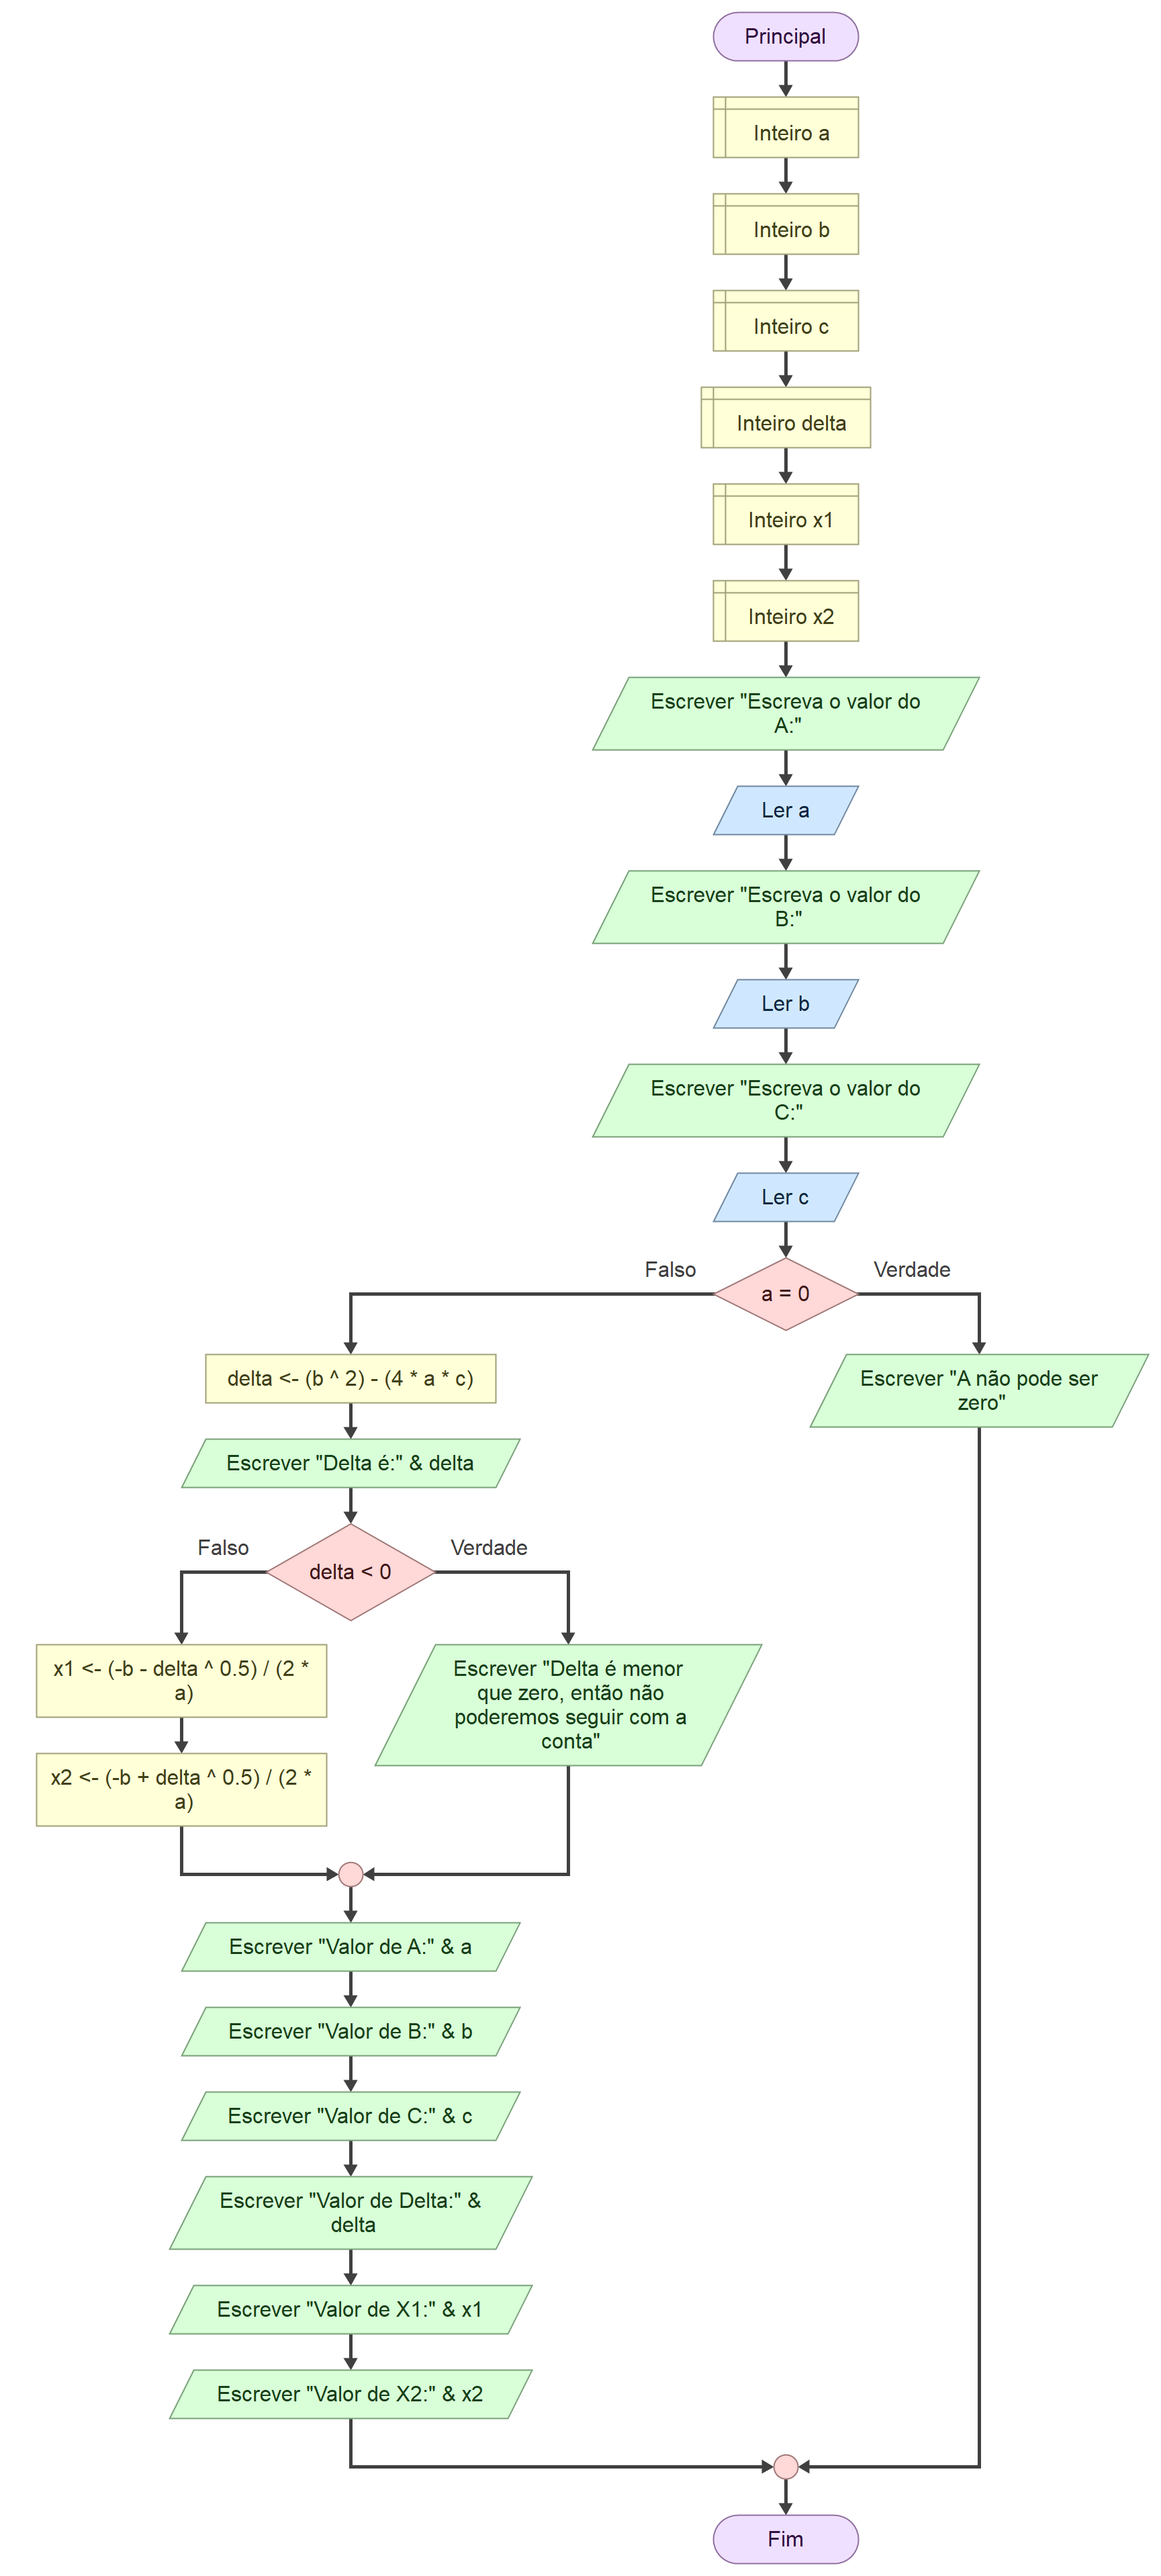 Principal
Inteiro a
Inteiro b
Inteiro c
Inteiro delta
Inteiro x1
Inteiro x2
Escrever "Escreva o valor do
A:"
Ler a
Escrever "Escreva o valor do
B:"
Ler b
Escrever "Escreva o valor do
C:"
Ler c
Falso
Verdade
a = 0
delta <- (b ^ 2) - (4 * a * c)
Escrever "A não pode ser
zero"
Escrever "Delta é:" & delta
Falso
Verdade
delta < 0
x1 <- (-b - delta ^ 0.5) / (2 *
a)
Escrever "Delta é menor
que zero, então não
poderemos seguir com a
conta"
x2 <- (-b + delta ^ 0.5) / (2 *
a)
Escrever "Valor de A:" & a
Escrever "Valor de B:" & b
Escrever "Valor de C:" & c
Escrever "Valor de Delta:" &
delta
Escrever "Valor de X1:" & x1
Escrever "Valor de X2:" & x2
Fim